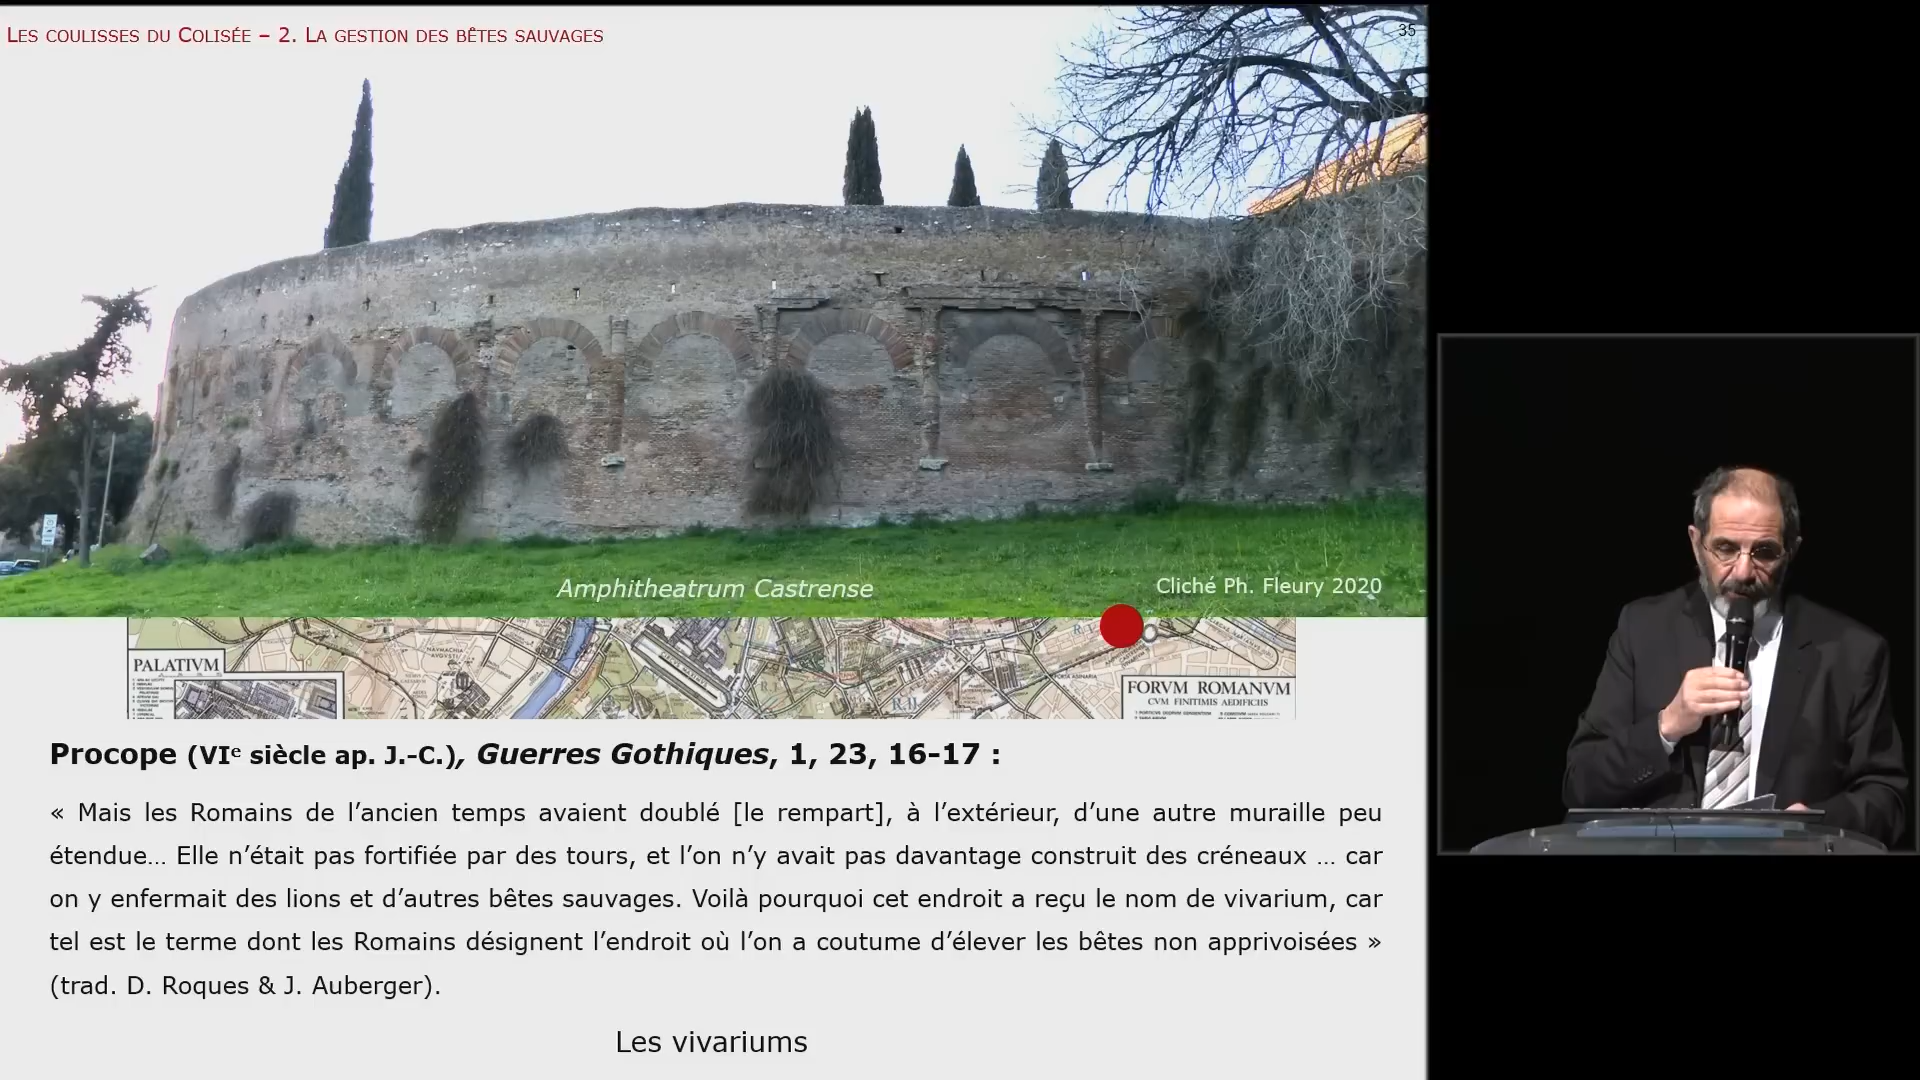 Les coulisses du Colisée – 2. La gestion des bêtes sauvages
35
Amphitheatrum Castrense
Cliché Ph. Fleury 2020
PALATIVM
NAVMACHIA
AVGVSTI
PORTA ASINARIA
FORVM ROMANVM
CVM FINITIMIS AEDIFICIIS
Procope (VIᵉ siècle ap. J.-C.), Guerres Gothiques, 1, 23, 16-17 :
« Mais les Romains de l’ancien temps avaient doublé [le rempart], à l’extérieur, d’une autre muraille peu
étendue… Elle n’était pas fortifiée par des tours, et l’on n’y avait pas davantage construit des créneaux … car
on y enfermait des lions et d’autres bêtes sauvages. Voilà pourquoi cet endroit a reçu le nom de vivarium, car
tel est le terme dont les Romains désignent l’endroit où l’on a coutume d’élever les bêtes non apprivoisées »
(trad. D. Roques & J. Auberger).
Les vivariums